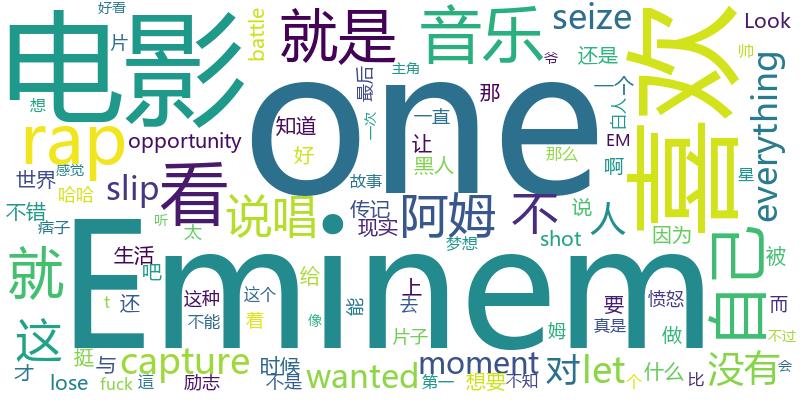 好看
电影
片
battle
就是
音乐
seize
Look
爷
还是
帅
喜欢
想
主角
最后
那
one
一个
白人
everything
rap
opportunity
知道
好
一次
一直
让
黑人
那么
EM
啊
星
世界
感觉
哈哈
slip
看
故事
不错
痞子
听
太
说唱
传记
现实
阿姆
梦想
不
说
shot
人
因为
自己
被
就
生活
吧
Eminem
给
能
去
上
要
愤怒
而
t
还
这种
不能
这个
着
像
片子
姆
真是
做
不过
这
才
挺
与
capture
时候
moment
对
let
什么
没有
lose
fuck
這
励志
不是
wanted
第一
想要
不知
个
比
会